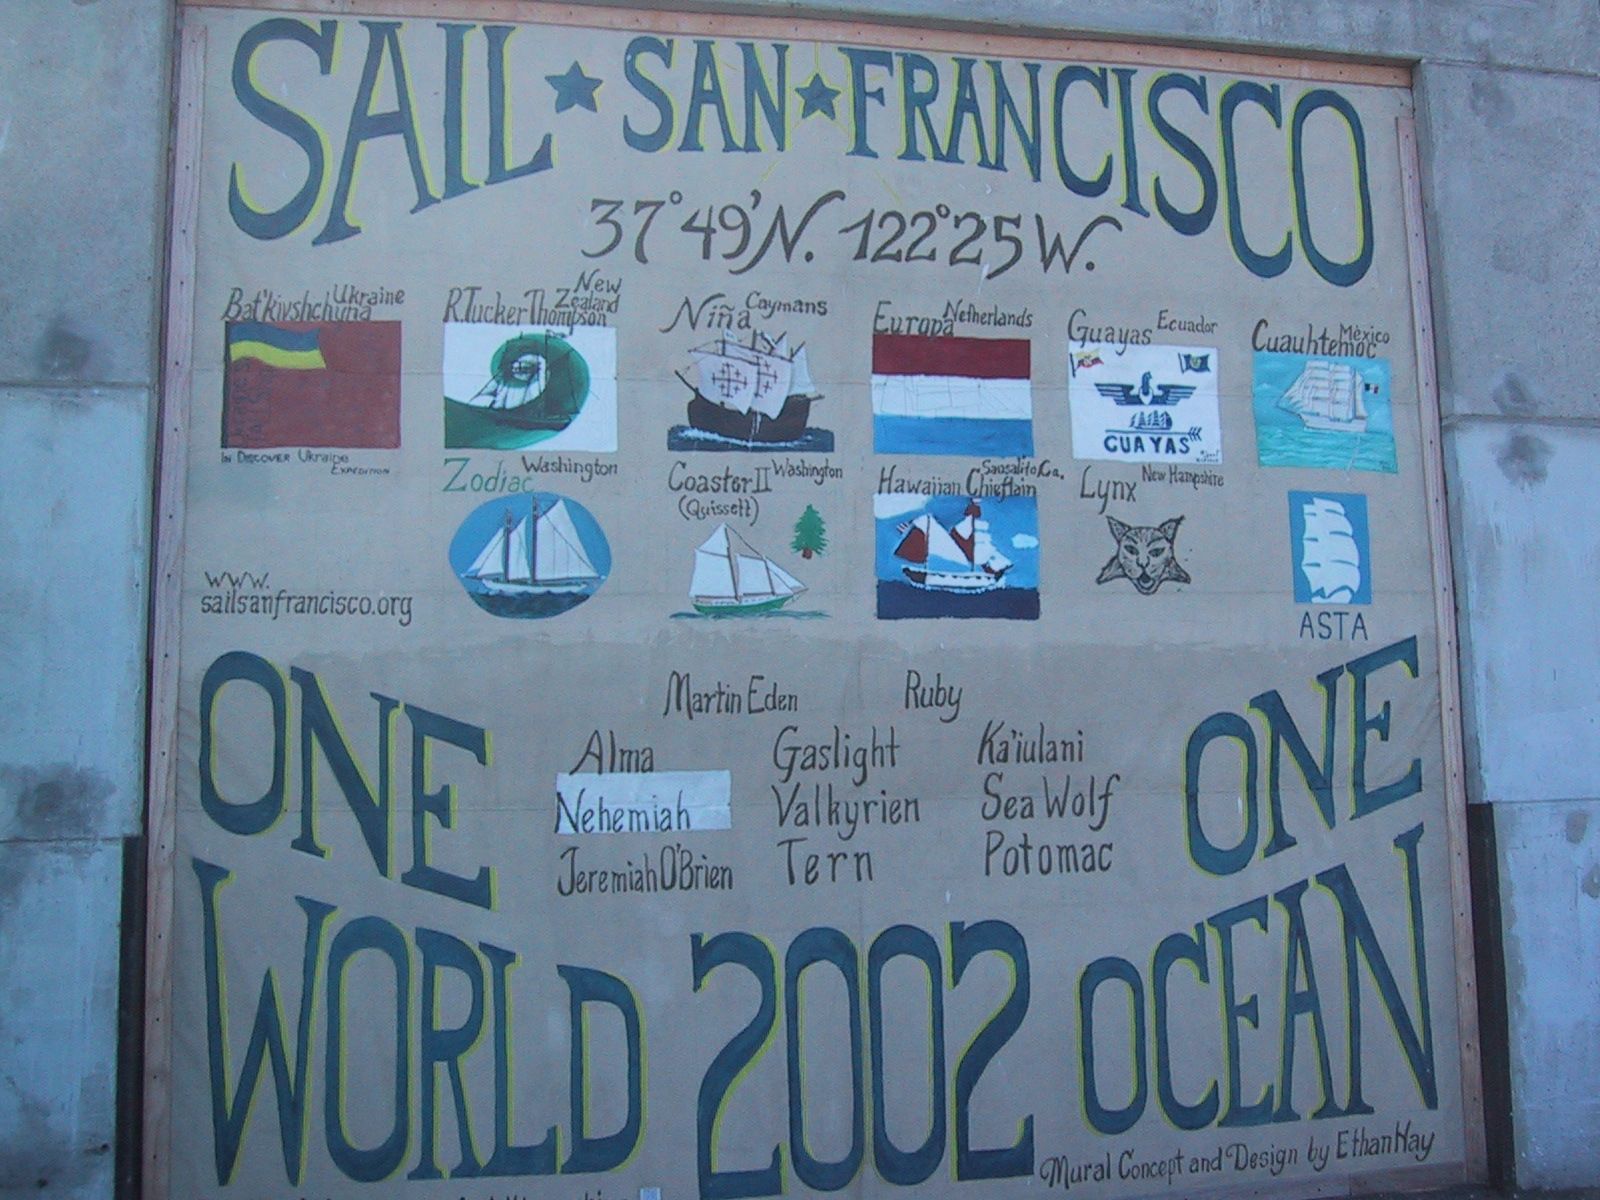 SAIL ★ SAN ★ FRANCISCO
37°49'N. 122°25W.
Bat'kivshchyna Ukraine
R.Tucker Thompson New Zealand
Niña Caymans
Europa Netherlands
Guayas Ecuador
Cuauhtemoc Mèxico
GUAYAS
In DISCOVER Ukraine
EXPEDITION
Zodiac Washington
Coaster II Washington
(Quissett)
Hawaiian Chieftain Sausalito Ca.
Lynx New Hampshire
ASTA
www.
sailsanfrancisco.org
Martin Eden Ruby
Alma Gaslight Ka'iulani
Nehemiah Valkyrien Sea Wolf
Jeremiah O'Brien Tern Potomac
ONE ONE
WORLD 2002 OCEAN
Mural Concept and Design by Ethan Hay